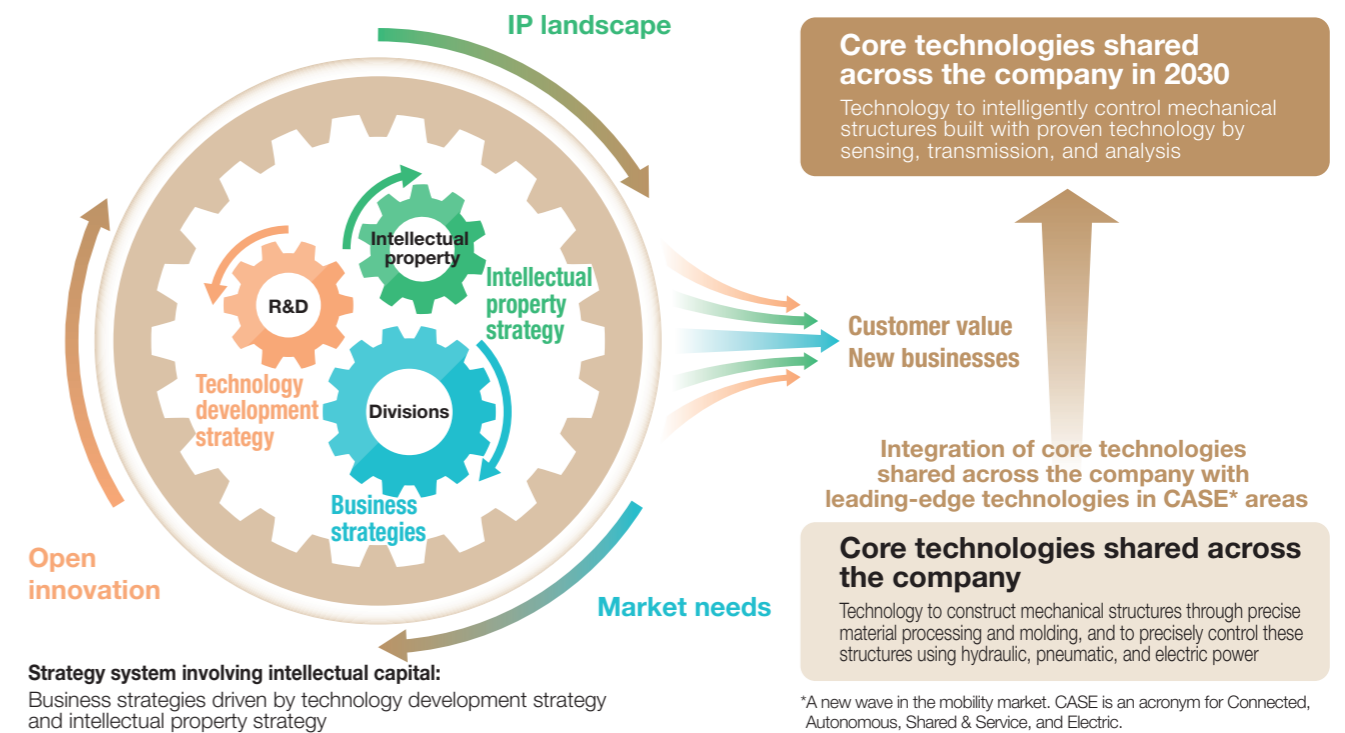 IP landscape
Intellectual
property
R&D
Intellectual
property
strategy
Technology
development
strategy
Divisions
Business
strategies
Open
innovation
Market needs
Strategy system involving intellectual capital:
Business strategies driven by technology development strategy
and intellectual property strategy
Customer value
New businesses
Core technologies shared
across the company in 2030
Technology to intelligently control mechanical
structures built with proven technology by
sensing, transmission, and analysis
Integration of core technologies
shared across the company with
leading-edge technologies in CASE* areas
Core technologies shared across
the company
Technology to construct mechanical structures through precise
material processing and molding, and to precisely control these
structures using hydraulic, pneumatic, and electric power
*A new wave in the mobility market. CASE is an acronym for Connected,
Autonomous, Shared & Service, and Electric.